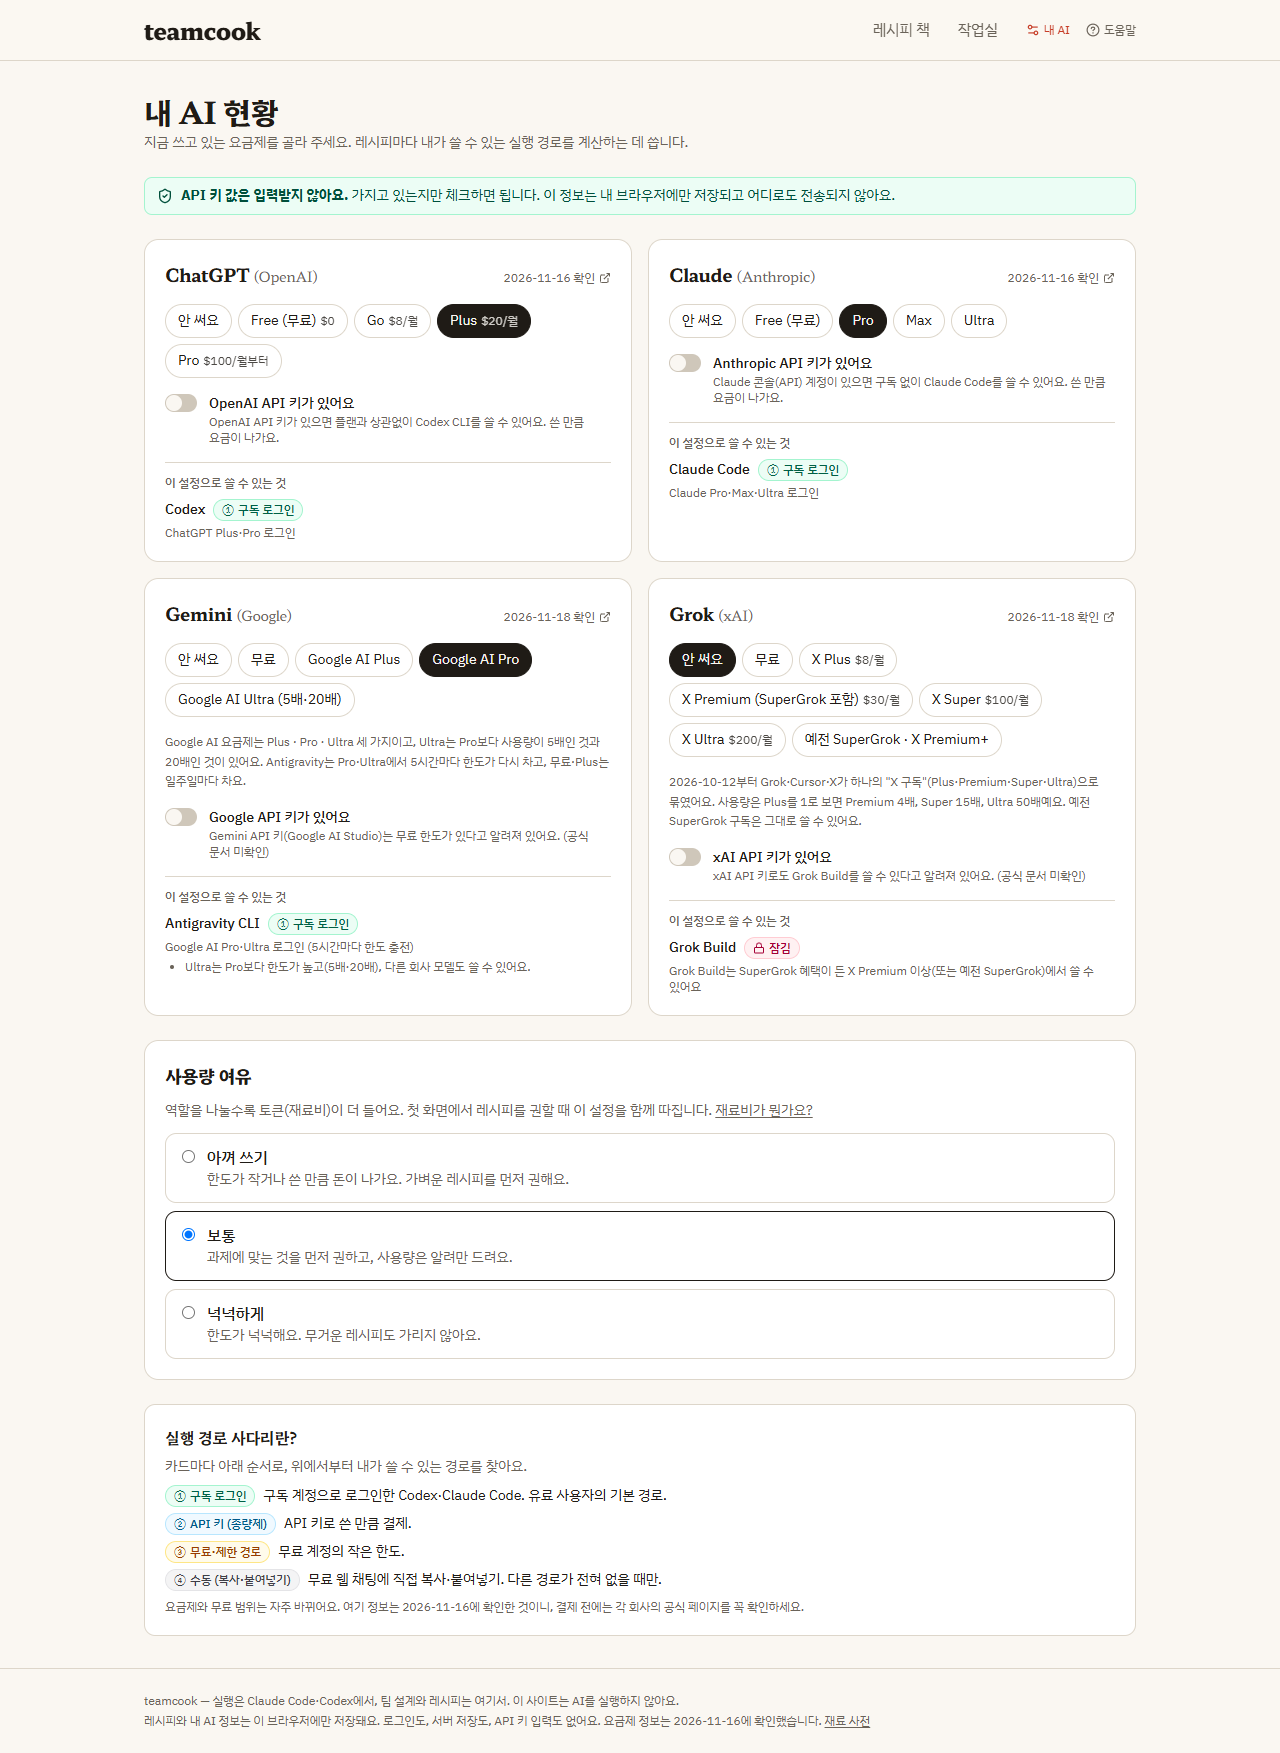 teamcook
레시피 책 작업실 내 AI 도움말
내 AI 현황
지금 쓰고 있는 요금제를 골라 주세요. 레시피마다 내가 쓸 수 있는 실행 경로를 계산하는 데 씁니다.
API 키 값은 입력받지 않아요. 가지고 있는지만 체크하면 됩니다. 이 정보는 내 브라우저에만 저장되고 어디로도 전송되지 않아요.
ChatGPT (OpenAI) 2026-11-16 확인
안 써요 Free (무료) $0 Go $8/월 Plus $20/월
Pro $100/월부터
OpenAI API 키가 있어요
OpenAI API 키가 있으면 플랜과 상관없이 Codex CLI를 쓸 수 있어요. 쓴 만큼
요금이 나가요.
이 설정으로 쓸 수 있는 것
Codex ① 구독 로그인
ChatGPT Plus·Pro 로그인
Claude (Anthropic) 2026-11-16 확인
안 써요 Free (무료) Pro Max Ultra
Anthropic API 키가 있어요
Claude 콘솔(API) 계정이 있으면 구독 없이 Claude Code를 쓸 수 있어요. 쓴 만큼
요금이 나가요.
이 설정으로 쓸 수 있는 것
Claude Code ① 구독 로그인
Claude Pro·Max·Ultra 로그인
Gemini (Google) 2026-11-18 확인
안 써요 무료 Google AI Plus Google AI Pro
Google AI Ultra (5배·20배)
Google AI 요금제는 Plus · Pro · Ultra 세 가지이고, Ultra는 Pro보다 사용량이 5배인 것과
20배인 것이 있어요. Antigravity는 Pro·Ultra에서 5시간마다 한도가 다시 차고, 무료·Plus는
일주일마다 차요.
Google API 키가 있어요
Gemini API 키(Google AI Studio)는 무료 한도가 있다고 알려져 있어요. (공식
문서 미확인)
이 설정으로 쓸 수 있는 것
Antigravity CLI ① 구독 로그인
Google AI Pro·Ultra 로그인 (5시간마다 한도 충전)
• Ultra는 Pro보다 한도가 높고(5배·20배), 다른 회사 모델도 쓸 수 있어요.
Grok (xAI) 2026-11-18 확인
안 써요 무료 X Plus $8/월
X Premium (SuperGrok 포함) $30/월 X Super $100/월
X Ultra $200/월 예전 SuperGrok · X Premium+
2026-10-12부터 Grok·Cursor·X가 하나의 "X 구독"(Plus·Premium·Super·Ultra)으로
묶였어요. 사용량은 Plus를 1로 보면 Premium 4배, Super 15배, Ultra 50배예요. 예전
SuperGrok 구독은 그대로 쓸 수 있어요.
xAI API 키가 있어요
xAI API 키로도 Grok Build를 쓸 수 있다고 알려져 있어요. (공식 문서 미확인)
이 설정으로 쓸 수 있는 것
Grok Build 잠김
Grok Build는 SuperGrok 혜택이 든 X Premium 이상(또는 예전 SuperGrok)에서 쓸 수
있어요
사용량 여유
역할을 나눌수록 토큰(재료비)이 더 들어요. 첫 화면에서 레시피를 권할 때 이 설정을 함께 따집니다. 재료비가 뭔가요?
아껴 쓰기
한도가 작거나 쓴 만큼 돈이 나가요. 가벼운 레시피를 먼저 권해요.
보통
과제에 맞는 것을 먼저 권하고, 사용량은 알려만 드려요.
넉넉하게
한도가 넉넉해요. 무거운 레시피도 가리지 않아요.
실행 경로 사다리란?
카드마다 아래 순서로, 위에서부터 내가 쓸 수 있는 경로를 찾아요.
① 구독 로그인 구독 계정으로 로그인한 Codex·Claude Code. 유료 사용자의 기본 경로.
② API 키 (종량제) API 키로 쓴 만큼 결제.
③ 무료·제한 경로 무료 계정의 작은 한도.
④ 수동 (복사·붙여넣기) 무료 웹 채팅에 직접 복사·붙여넣기. 다른 경로가 전혀 없을 때만.
요금제와 무료 범위는 자주 바뀌어요. 여기 정보는 2026-11-16에 확인한 것이니, 결제 전에는 각 회사의 공식 페이지를 꼭 확인하세요.
teamcook — 실행은 Claude Code·Codex에서, 팀 설계와 레시피는 여기서. 이 사이트는 AI를 실행하지 않아요.
레시피와 내 AI 정보는 이 브라우저에만 저장돼요. 로그인도, 서버 저장도, API 키 입력도 없어요. 요금제 정보는 2026-11-16에 확인했습니다. 재료 사전